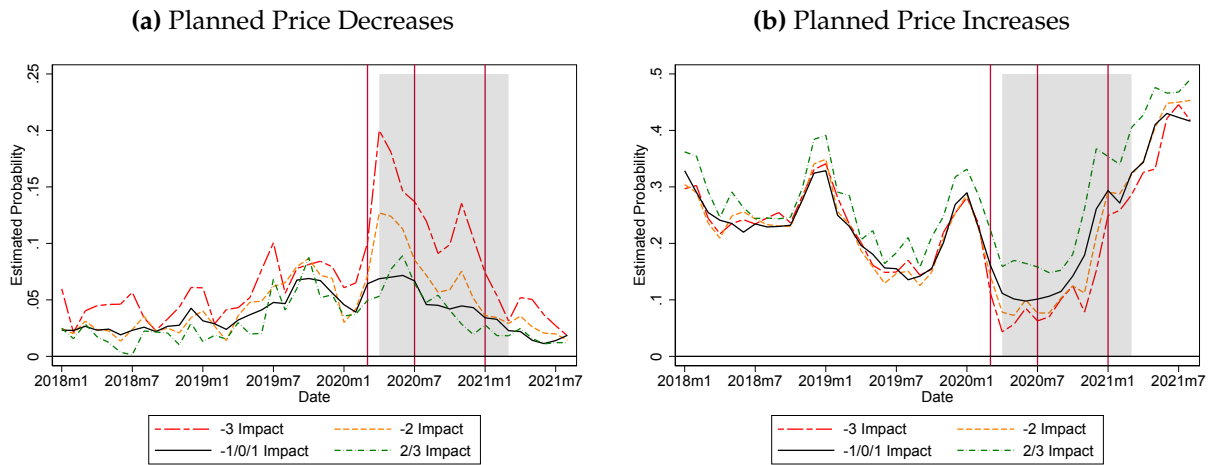 (a) Planned Price Decreases
Estimated Probability
.25
.2
.15
.1
.05
0
2018m1 2018m7 2019m1 2019m7 2020m1 2020m7 2021m1 2021m7
Date
-3 Impact -2 Impact
-1/0/1 Impact 2/3 Impact
(b) Planned Price Increases
Estimated Probability
.5
.4
.3
.2
.1
0
2018m1 2018m7 2019m1 2019m7 2020m1 2020m7 2021m1 2021m7
Date
-3 Impact -2 Impact
-1/0/1 Impact 2/3 Impact